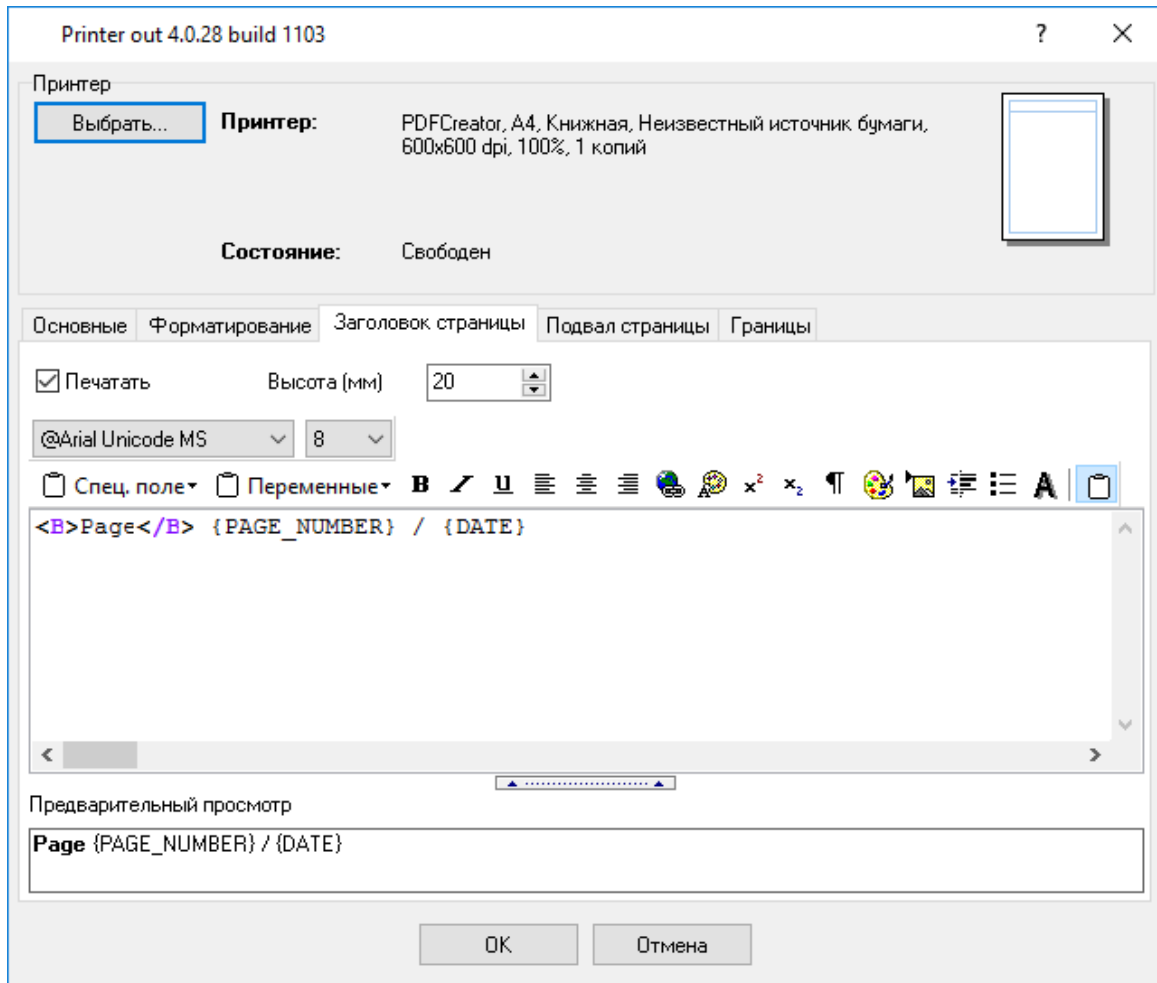 Printer out 4.0.28 build 1103
?
Принтер
Выбрать...
Принтер:
PDFCreator, A4, Книжная, Неизвестный источник бумаги,
600x600 dpi, 100%, 1 копий
Состояние:
Свободен
Основные Форматирование Заголовок страницы Подвал страницы Границы
Печатать Высота (мм) 20
@Arial Unicode MS 8
Спец. поле Переменные B I U x² x₂ ¶ A
<B>Page</B> {PAGE_NUMBER} / {DATE}
Предварительный просмотр
Page {PAGE_NUMBER} / {DATE}
OK Отмена